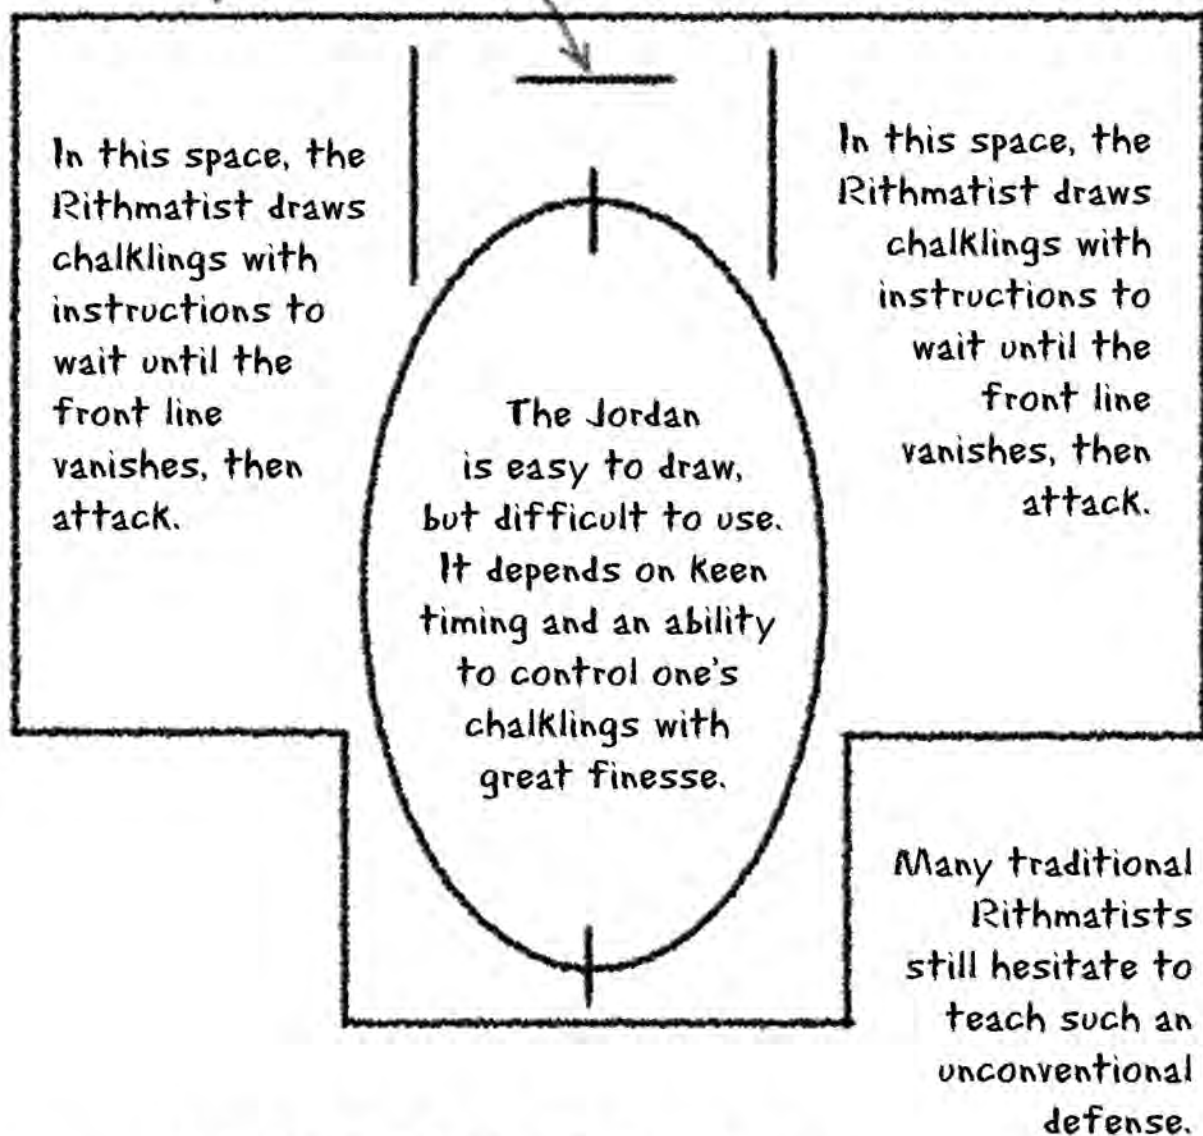 In this space, the
Rithmatist draws
chalklings with
instructions to
wait until the
front line
vanishes, then
attack.
The Jordan
is easy to draw,
but difficult to use.
It depends on keen
timing and an ability
to control one's
chalklings with
great finesse.
In this space, the
Rithmatist draws
chalklings with
instructions to
wait until the
front line
vanishes, then
attack.
Many traditional
Rithmatists
still hesitate to
teach such an
unconventional
defense.